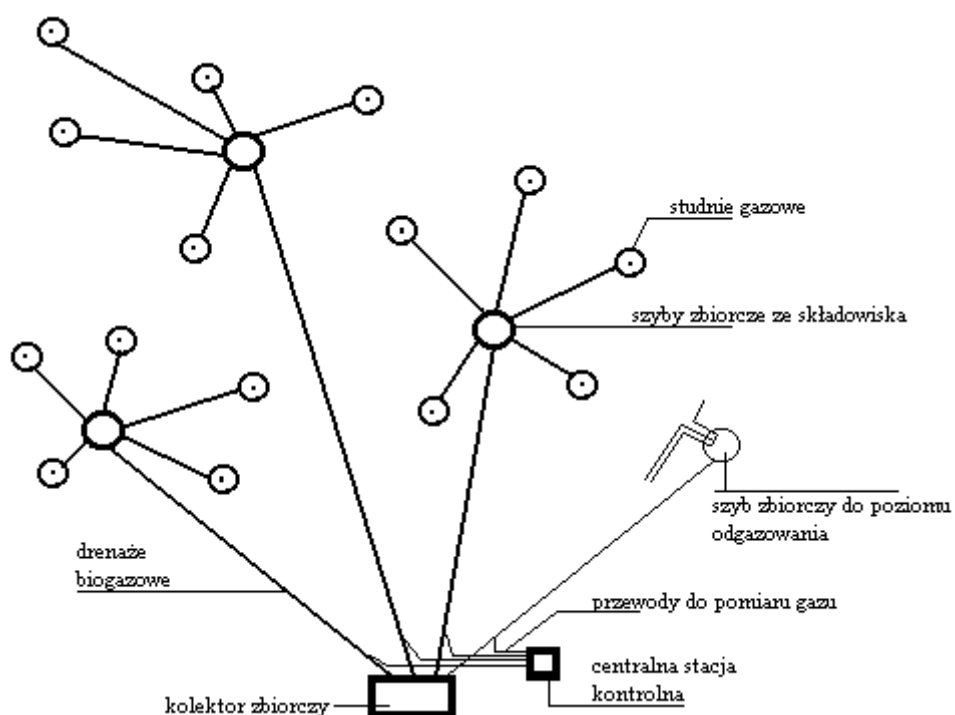 studnie gazowe
szyby zbiorcze ze składowiska
szyb zbiorczy do poziomu
odgazowania
drenaże
biogazowe
przewody do pomiaru gazu
centralna stacja
kontrolna
kolektor zbiorczy